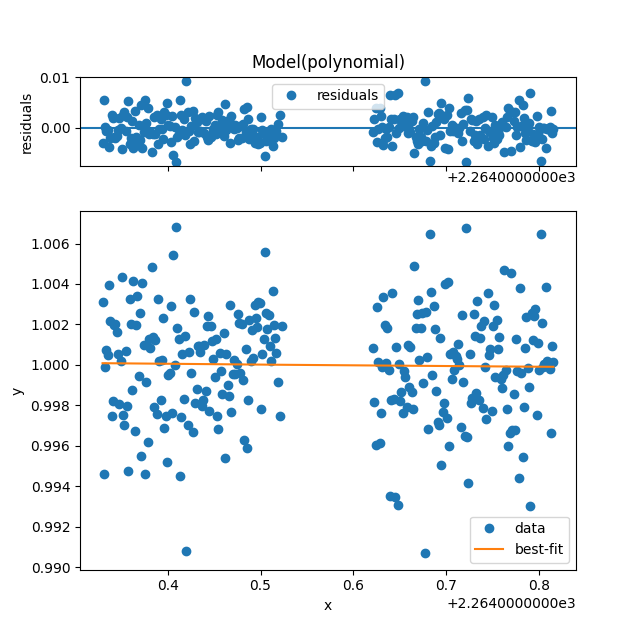 Model(polynomial)
0.01
0.00
residuals
residuals
+2.2640000000e3
1.006
1.004
1.002
1.000
0.998
0.996
0.994
0.992
0.990
y
data
best-fit
0.4 0.5 0.6 0.7 0.8
x
+2.2640000000e3